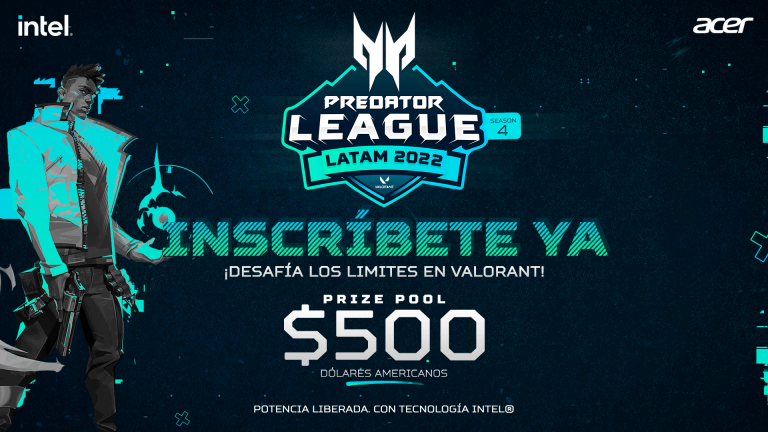 intel.
acer
PREDATOR
LEAGUE
SEASON
4
LATAM 2022
VALORANT
INSCRÍBETE YA
¡DESAFÍA LOS LIMITES EN VALORANT!
PRIZE POOL
$500
DÓLARES AMERICANOS
POTENCIA LIBERADA. CON TECNOLOGÍA INTEL®